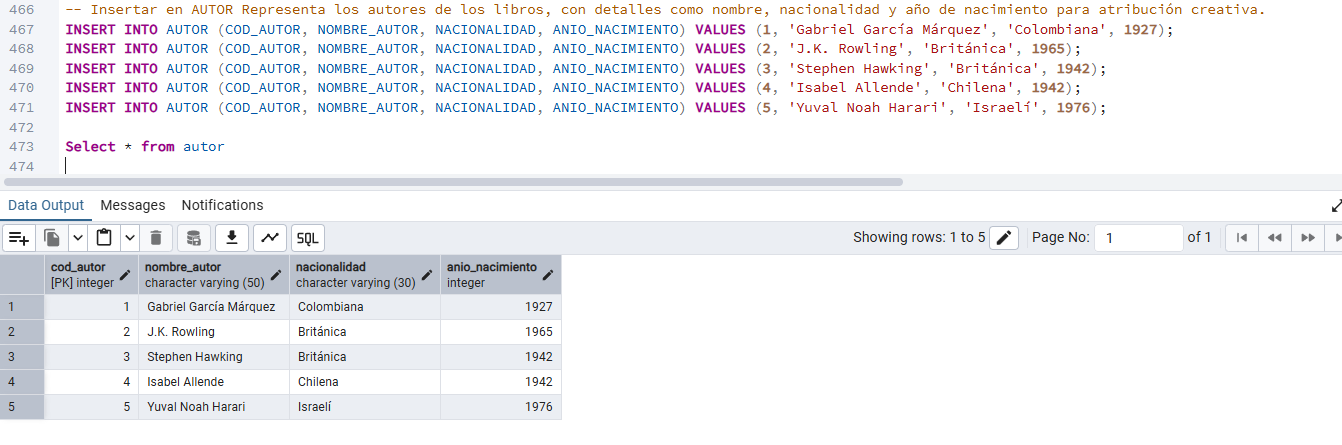 466 -- Insertar en AUTOR Representa los autores de los libros, con detalles como nombre, nacionalidad y año de nacimiento para atribución creativa.
467 INSERT INTO AUTOR (COD_AUTOR, NOMBRE_AUTOR, NACIONALIDAD, ANIO_NACIMIENTO) VALUES (1, 'Gabriel García Márquez', 'Colombiana', 1927);
468 INSERT INTO AUTOR (COD_AUTOR, NOMBRE_AUTOR, NACIONALIDAD, ANIO_NACIMIENTO) VALUES (2, 'J.K. Rowling', 'Británica', 1965);
469 INSERT INTO AUTOR (COD_AUTOR, NOMBRE_AUTOR, NACIONALIDAD, ANIO_NACIMIENTO) VALUES (3, 'Stephen Hawking', 'Británica', 1942);
470 INSERT INTO AUTOR (COD_AUTOR, NOMBRE_AUTOR, NACIONALIDAD, ANIO_NACIMIENTO) VALUES (4, 'Isabel Allende', 'Chilena', 1942);
471 INSERT INTO AUTOR (COD_AUTOR, NOMBRE_AUTOR, NACIONALIDAD, ANIO_NACIMIENTO) VALUES (5, 'Yuval Noah Harari', 'Israelí', 1976);
472
473 Select * from autor
474
Data Output Messages Notifications
SQL Showing rows: 1 to 5 Page No: 1 of 1
cod_autor nombre_autor nacionalidad anio_nacimiento
[PK] integer character varying (50) character varying (30) integer
1 1 Gabriel García Márquez Colombiana 1927
2 2 J.K. Rowling Británica 1965
3 3 Stephen Hawking Británica 1942
4 4 Isabel Allende Chilena 1942
5 5 Yuval Noah Harari Israelí 1976